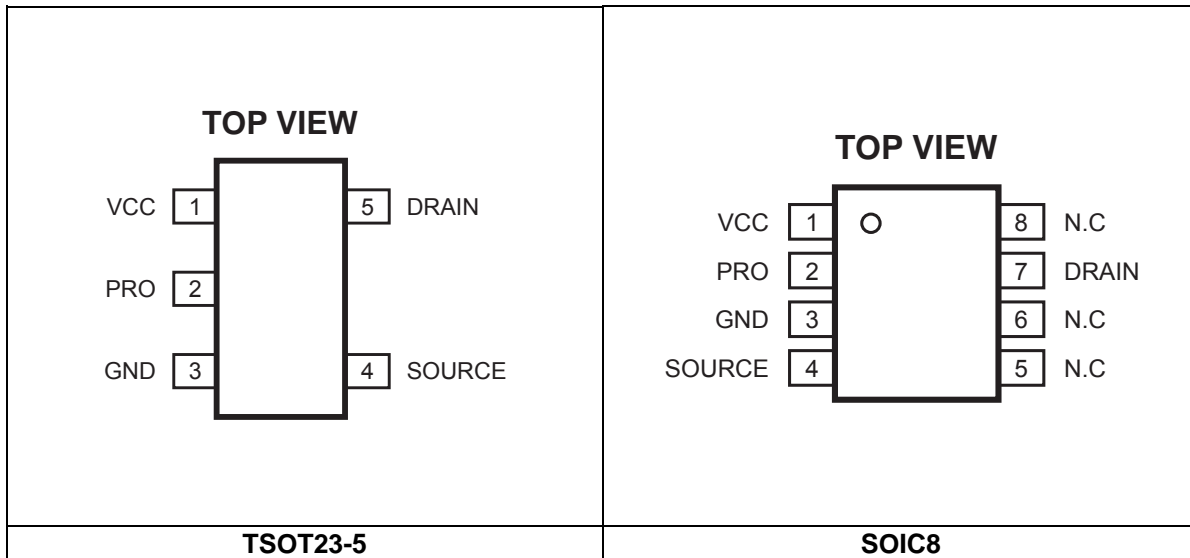 TOP VIEW
VCC 1 5 DRAIN
PRO 2
GND 3 4 SOURCE
TSOT23-5
TOP VIEW
VCC 1 8 N.C
PRO 2 7 DRAIN
GND 3 6 N.C
SOURCE 4 5 N.C
SOIC8